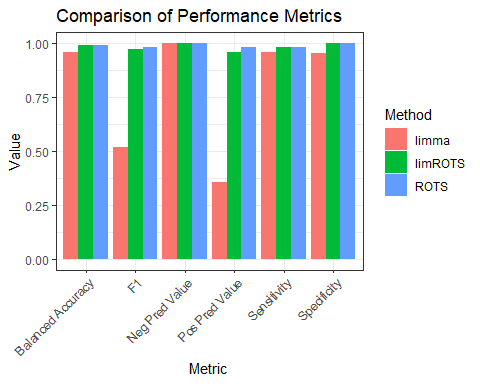 Comparison of Performance Metrics
Value
1.00
0.75
0.50
0.25
0.00
Balanced Accuracy
F1
Neg Pred Value
Pos Pred Value
Sensitivity
Specificity
Metric
Method
limma
limROTS
ROTS